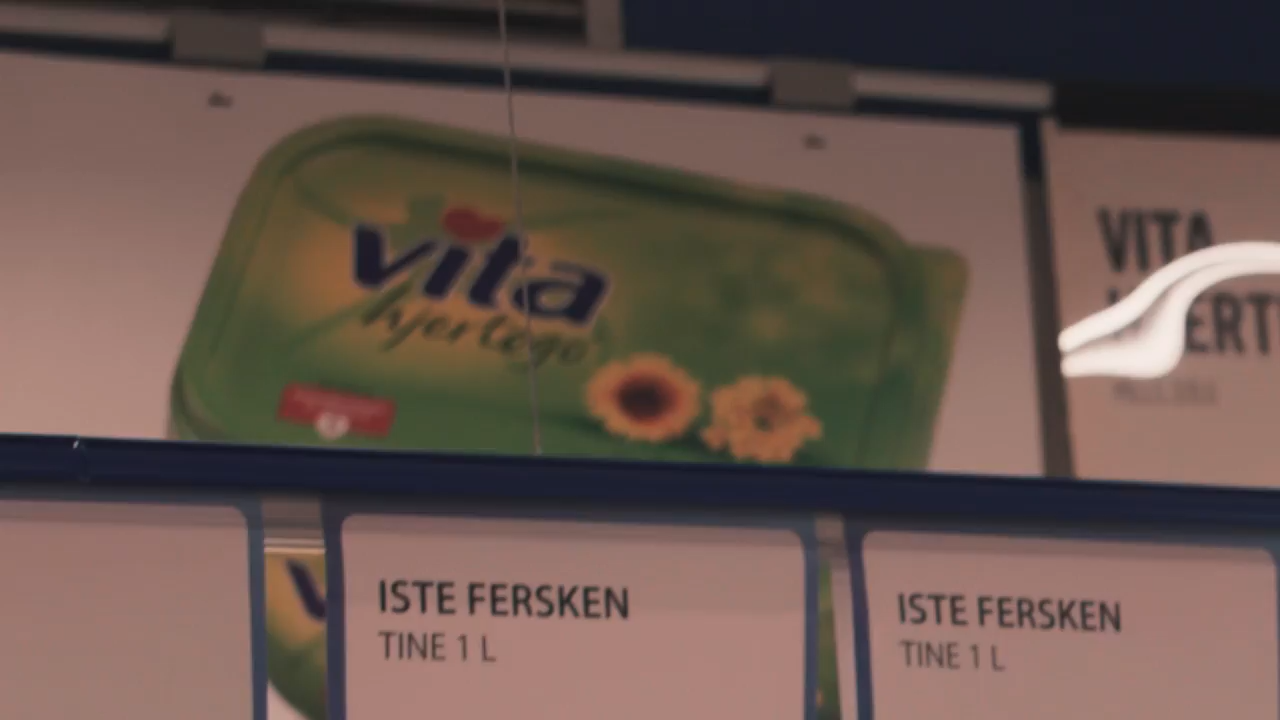 vita
hjertego'
VITA
ISTE FERSKEN
TINE 1 L
ISTE FERSKEN
TINE 1 L